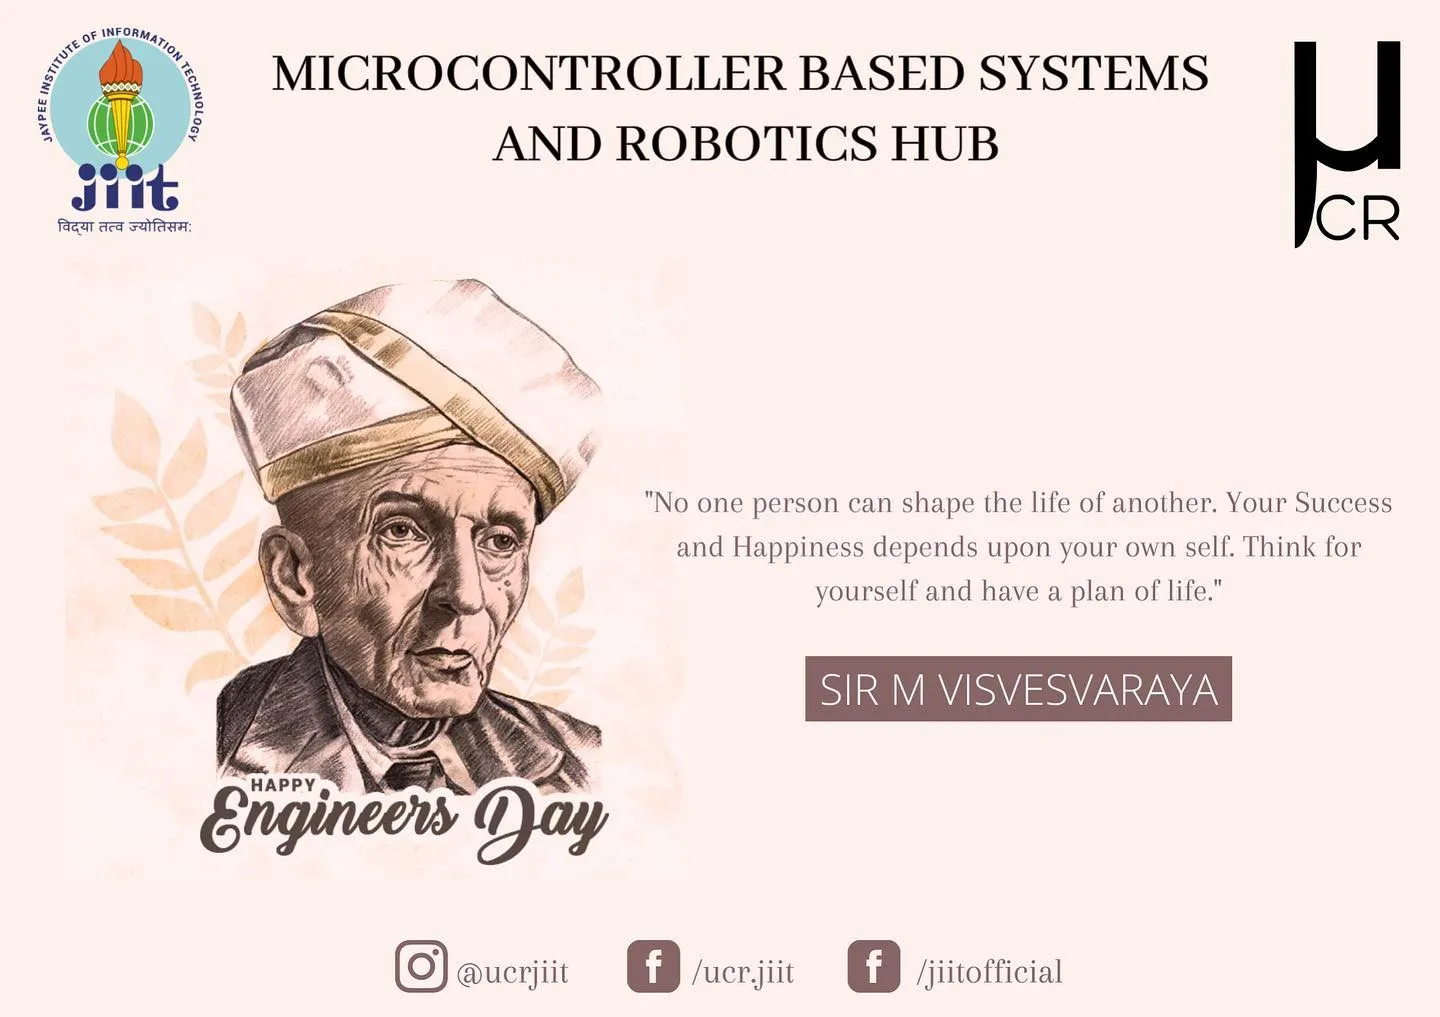 JAYPEE INSTITUTE OF INFORMATION TECHNOLOGY
jiit
विद्या तत्व ज्योतिसम:
MICROCONTROLLER BASED SYSTEMS
AND ROBOTICS HUB
µCR
"No one person can shape the life of another. Your Success
and Happiness depends upon your own self. Think for
yourself and have a plan of life."
SIR M VISVESVARAYA
HAPPY
Engineers Day
@ucrjiit
/ucr.jiit
/jiitofficial